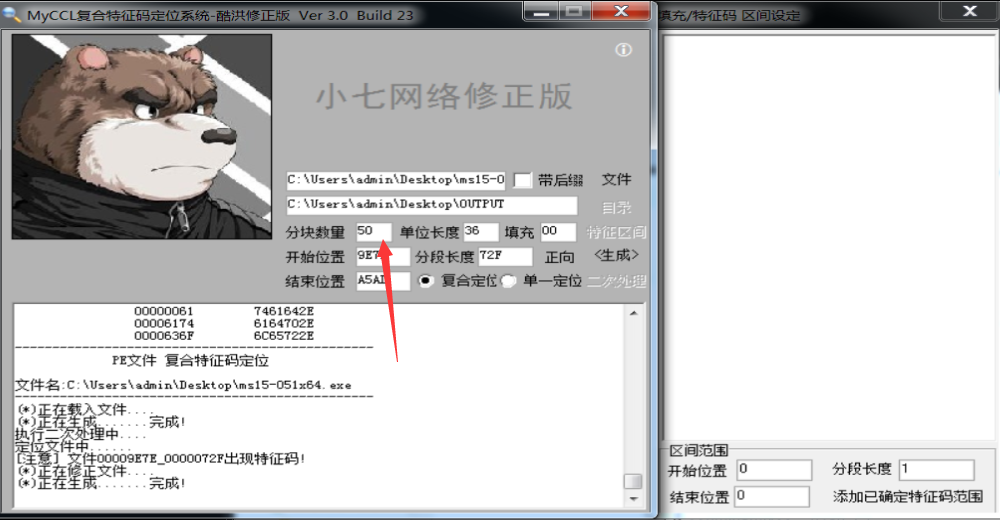 MyCCL复合特征码定位系统-酷洪修正版 Ver 3.0 Build 23
填充/特征码 区间设定
小七网络修正版
C:\Users\admin\Desktop\ms15-0 带后缀 文件
C:\Users\admin\Desktop\OUTPUT 目录
分块数量 50 单位长度 36 填充 00 特征区间
开始位置 9E7 分段长度 72F 正向 <生成>
结束位置 A5AD 复合定位 单一定位 二次处理
00000061 7461642E
00006174 6164702E
0000636F 6C65722E
--------------------------------------------------
PE文件 复合特征码定位
文件名:C:\Users\admin\Desktop\ms15-051x64.exe
--------------------------------------------------
(*)正在载入文件....
(*)正在生成.......完成!
执行二次处理中....
定位文件中......
[注意] 文件00009E7E_0000072F出现特征码!
(*)正在修正文件....
(*)正在生成.......完成!
区间范围
开始位置 0 分段长度 1
结束位置 0 添加已确定特征码范围